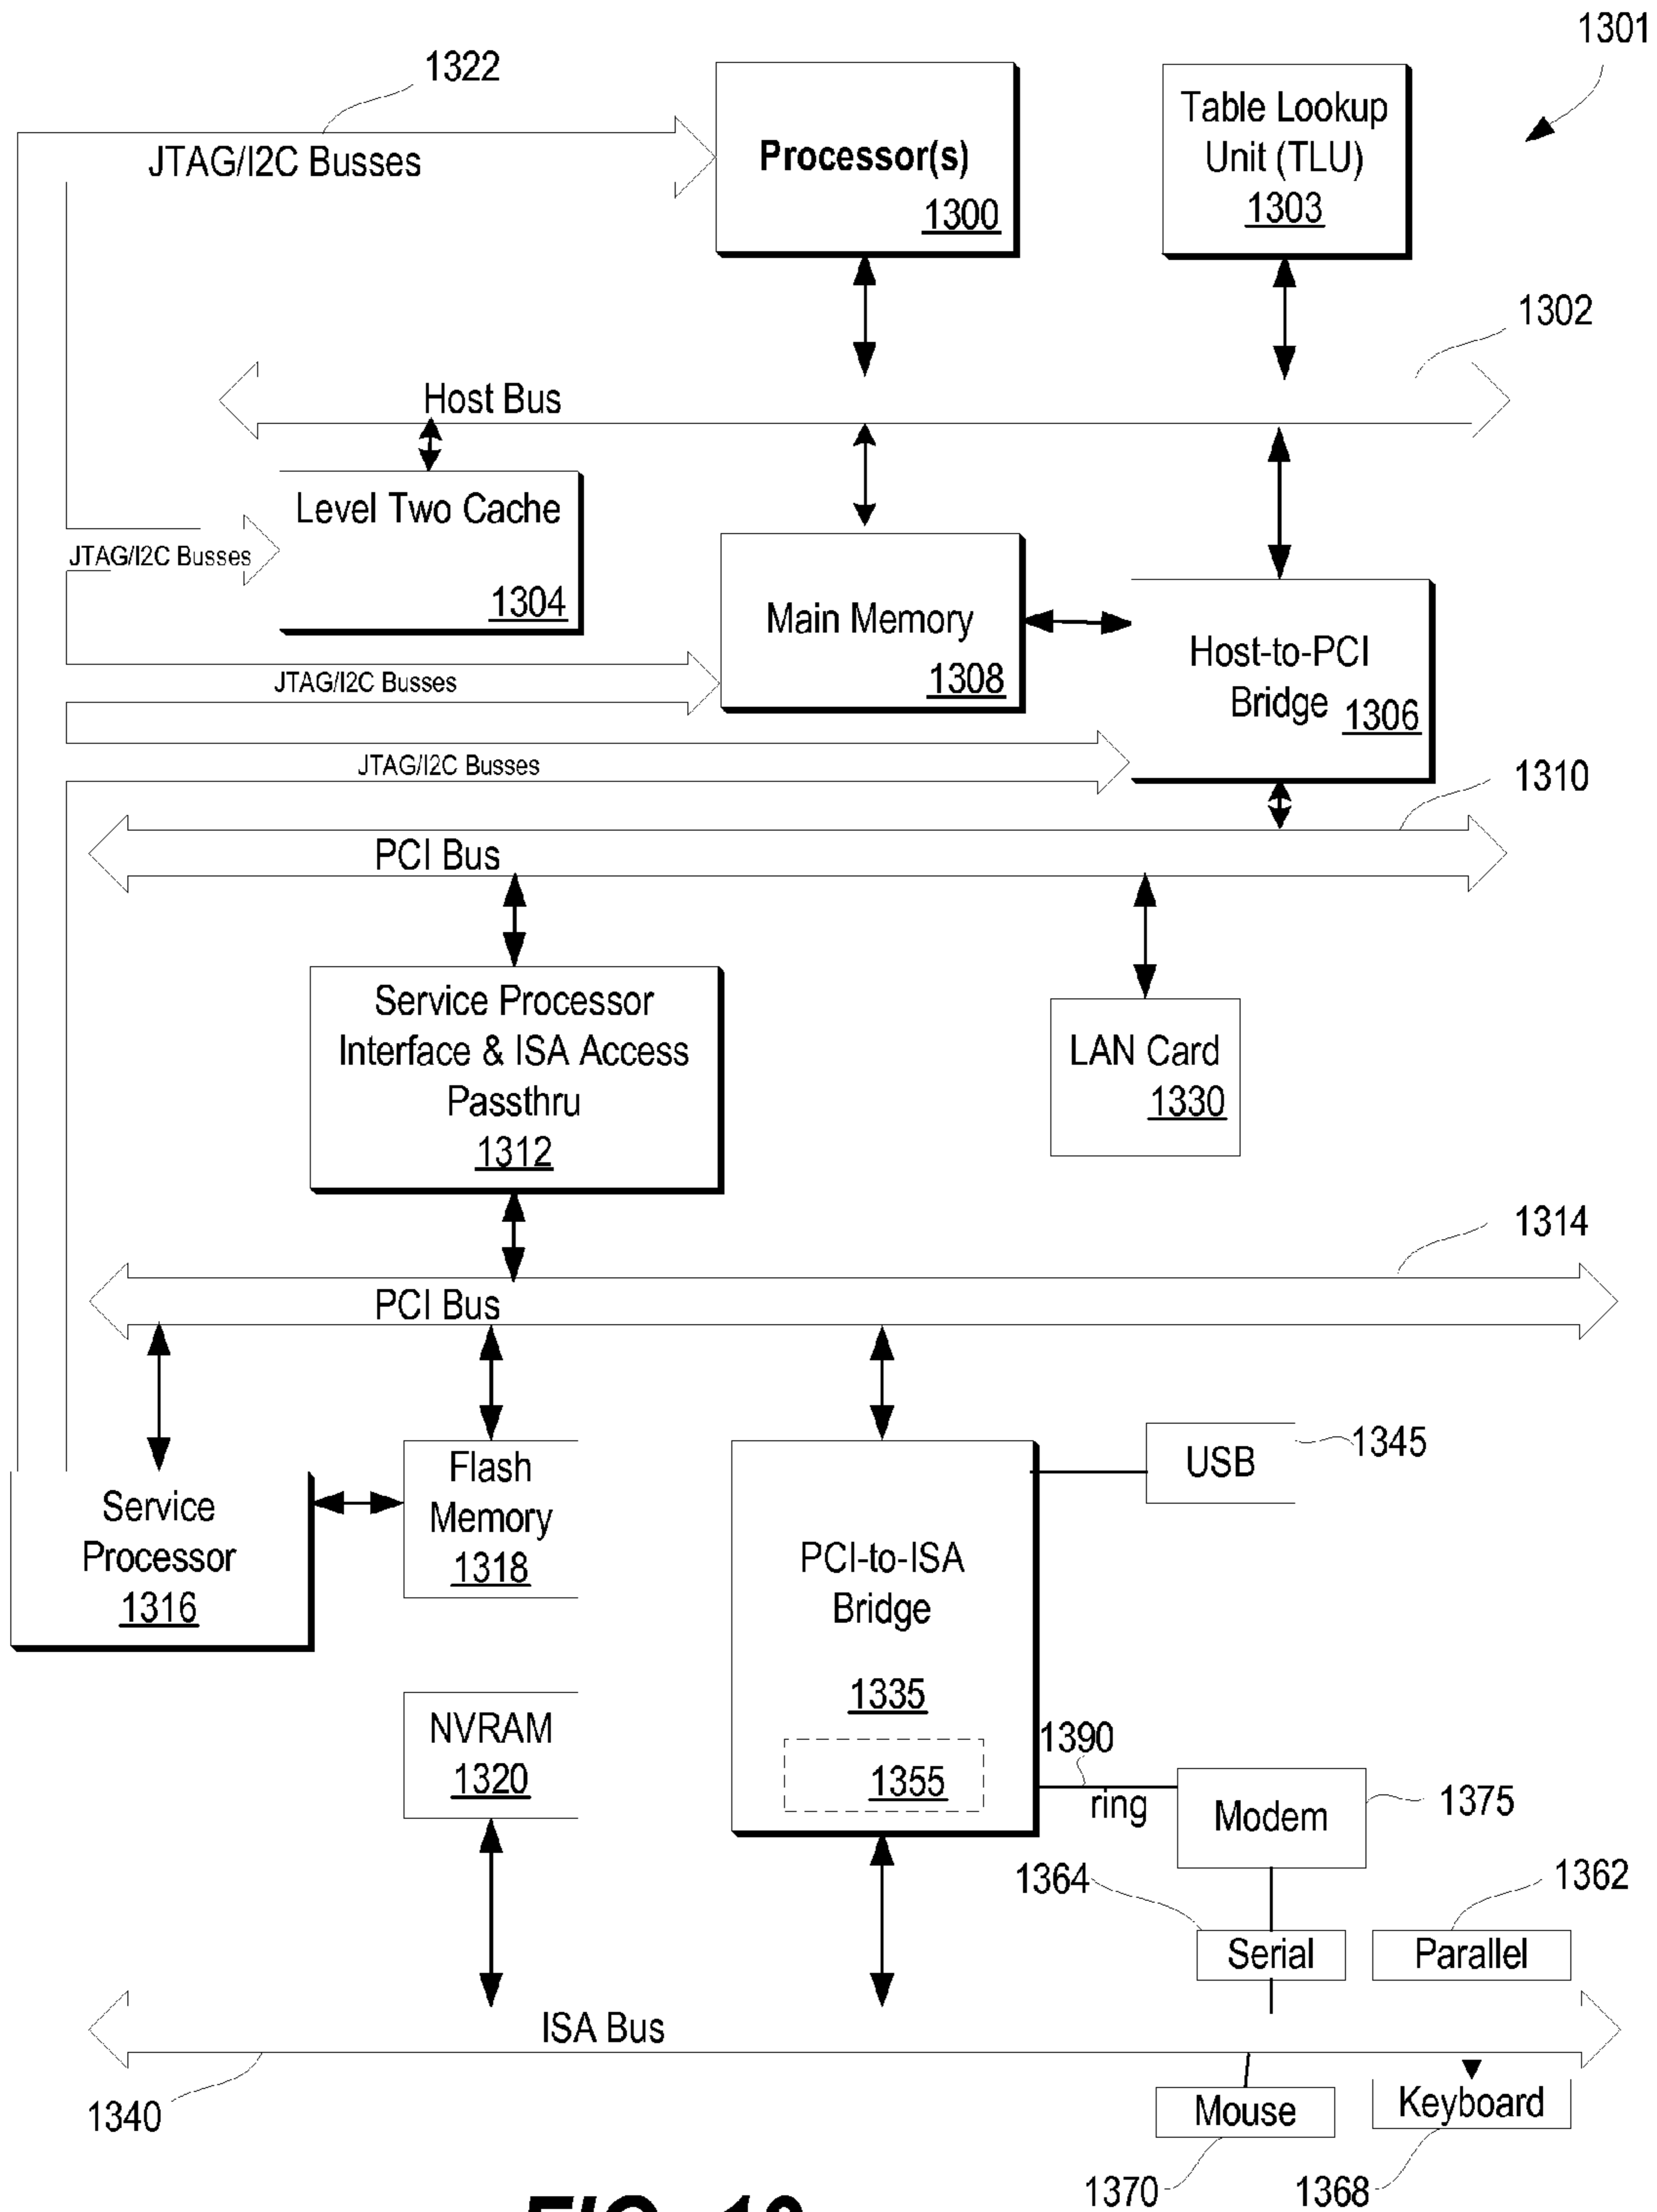 1301
1322
JTAG/I2C Busses
Processor(s)
1300
Table Lookup
Unit (TLU)
1303
1302
Host Bus
Level Two Cache
1304
JTAG/I2C Busses
Main Memory
1308
Host-to-PCI
Bridge
1306
JTAG/I2C Busses
JTAG/I2C Busses
1310
PCI Bus
Service Processor
Interface & ISA Access
Passthru
1312
LAN Card
1330
1314
PCI Bus
Service
Processor
1316
Flash
Memory
1318
PCI-to-ISA
Bridge
1335
1355
USB
1345
NVRAM
1320
1390
ring
Modem
1375
1364
1362
Serial
Parallel
ISA Bus
1340
Mouse
Keyboard
1370
1368